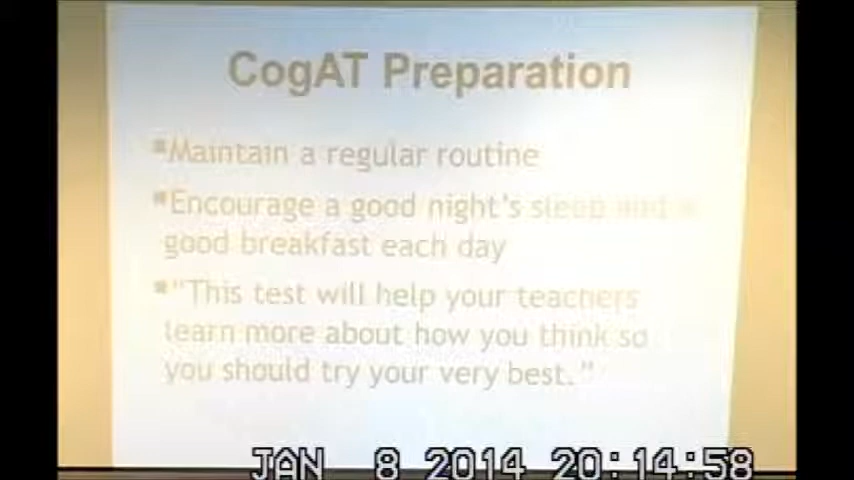 CogAT Preparation
▪Maintain a regular routine
▪Encourage a good night's sleep and a
good breakfast each day
▪"This test will help your teachers
learn more about how you think so
you should try your very best."
JAN 8 2014 20:14:58